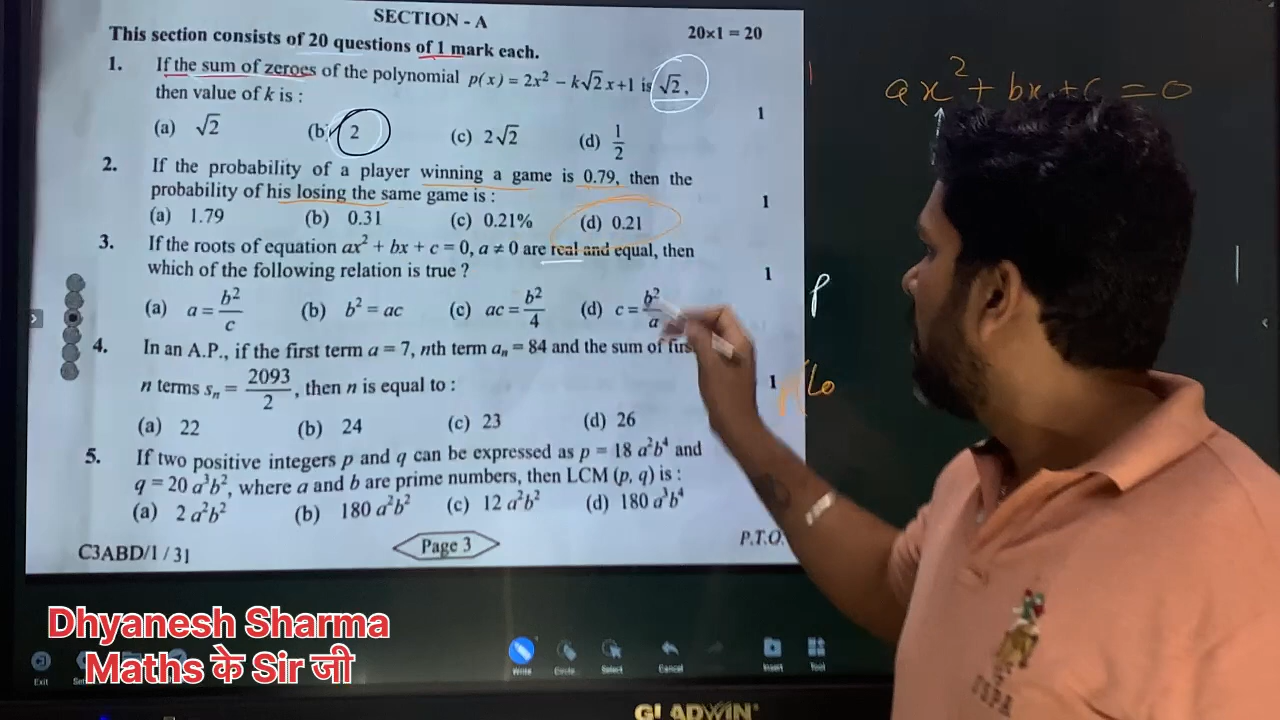 SECTION - A
This section consists of 20 questions of 1 mark each. 20×1 = 20
1. If the sum of zeroes of the polynomial p(x) = 2x² − k√2 x + 1 is √2,
then value of k is : 1
(a) √2 (b) 2 (c) 2√2 (d) 1/2
2. If the probability of a player winning a game is 0.79, then the
probability of his losing the same game is : 1
(a) 1.79 (b) 0.31 (c) 0.21% (d) 0.21
3. If the roots of equation ax² + bx + c = 0, a ≠ 0 are real and equal, then
which of the following relation is true ? 1
(a) a = b²/c (b) b² = ac (c) ac = b²/4 (d) c = b²/a
4. In an A.P., if the first term a = 7, nth term aₙ = 84 and the sum of
n terms sₙ = 2093/2, then n is equal to : 1
(a) 22 (b) 24 (c) 23 (d) 26
5. If two positive integers p and q can be expressed as p = 18 a²b⁴ and
q = 20 a³b², where a and b are prime numbers, then LCM (p, q) is :
(a) 2 a²b² (b) 180 a²b² (c) 12 a²b² (d) 180 a³b⁴
C3ABD/1 / 31 Page 3 P.T.O.
ax² + bx + c = 0
Dhyanesh Sharma
Maths के Sir जी
Exit Write Circle Select Cancel Insert Tool
GLADWIN
USPA